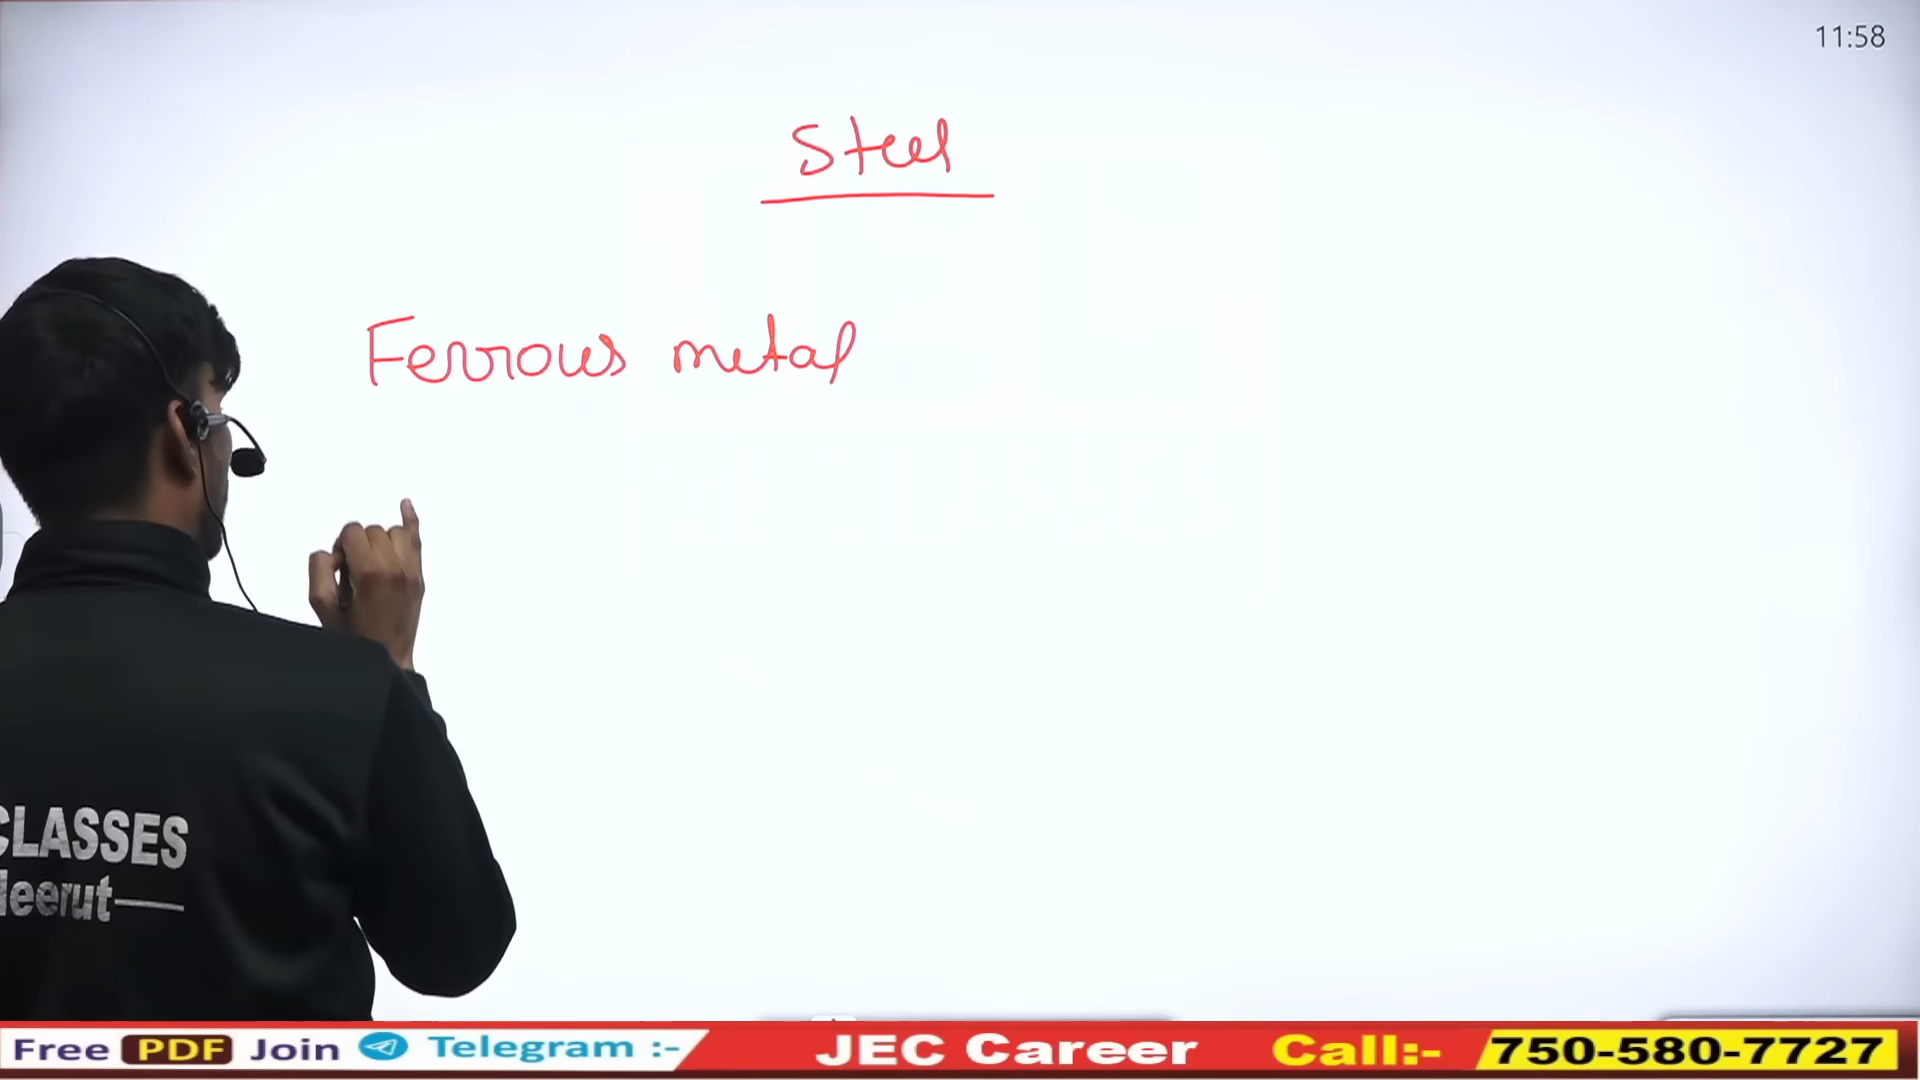 11:58
Steel
Ferrous metal
CLASSES
eerut
Free PDF Join Telegram :- JEC Career Call:- 750-580-7727